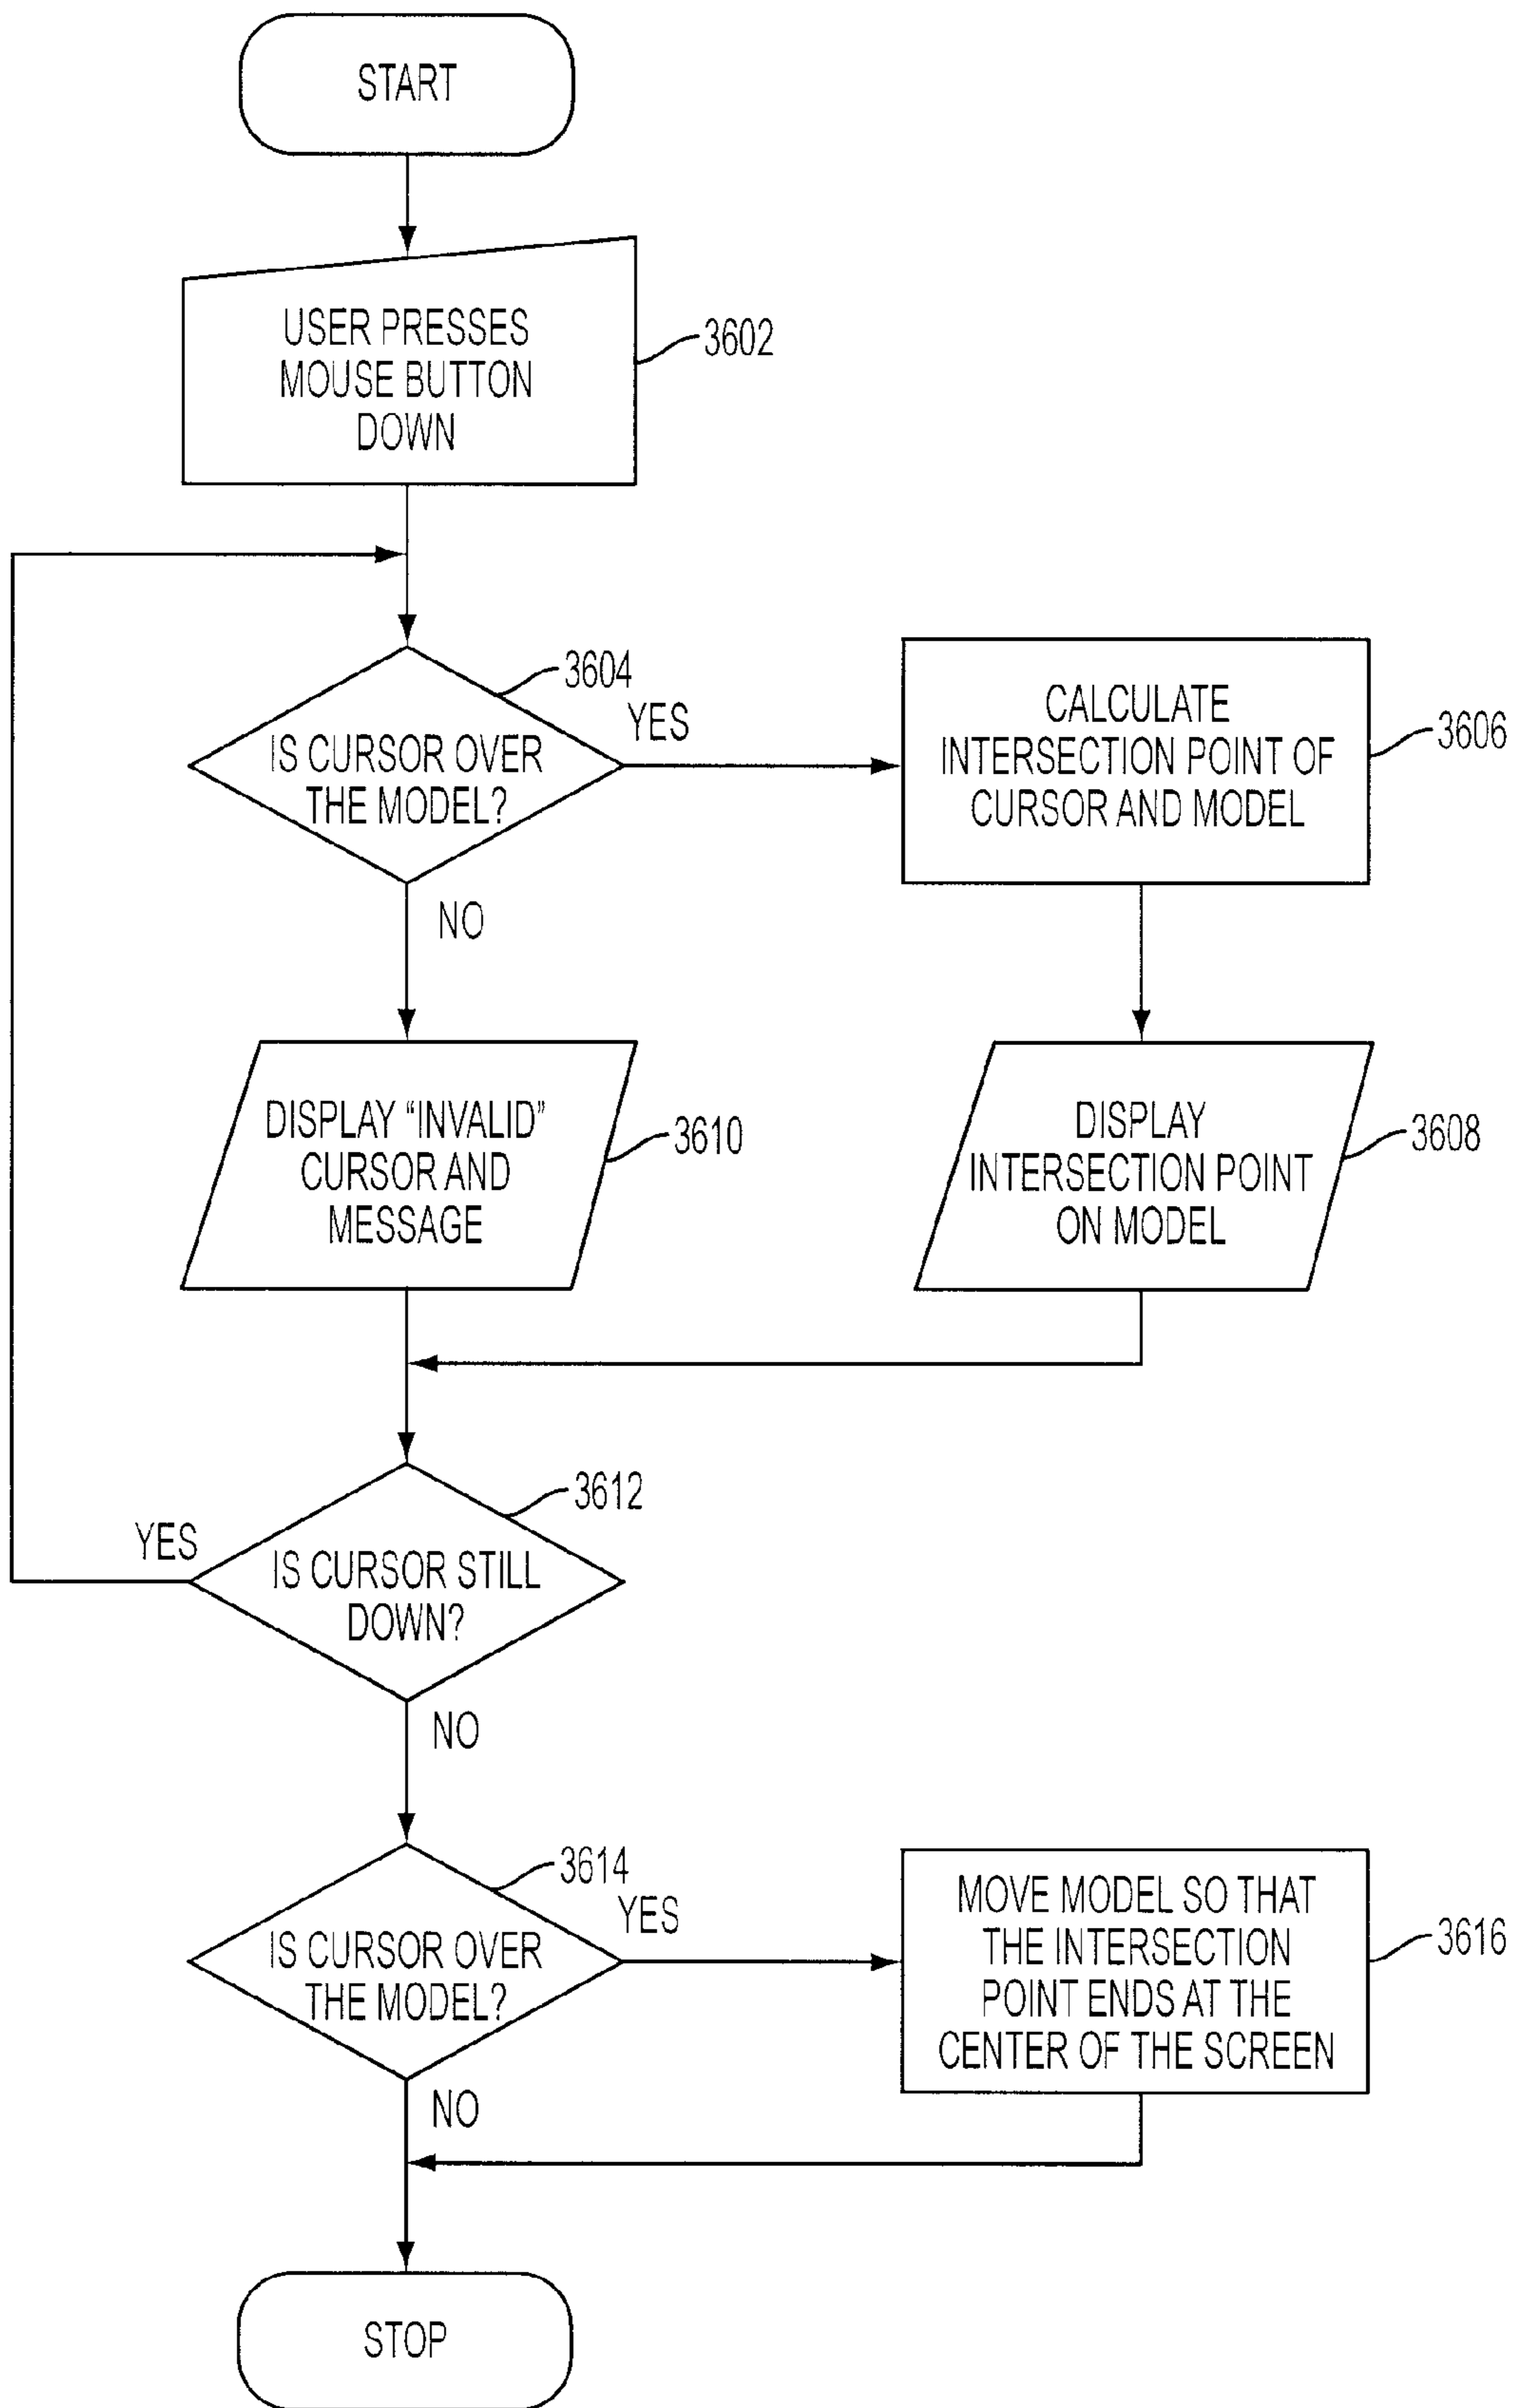 START
USER PRESSES
MOUSE BUTTON
DOWN
3602
3604
IS CURSOR OVER
THE MODEL?
YES
NO
CALCULATE
INTERSECTION POINT OF
CURSOR AND MODEL
3606
DISPLAY “INVALID”
CURSOR AND
MESSAGE
3610
DISPLAY
INTERSECTION POINT
ON MODEL
3608
3612
IS CURSOR STILL
DOWN?
YES
NO
3614
IS CURSOR OVER
THE MODEL?
YES
NO
MOVE MODEL SO THAT
THE INTERSECTION
POINT ENDS AT THE
CENTER OF THE SCREEN
3616
STOP